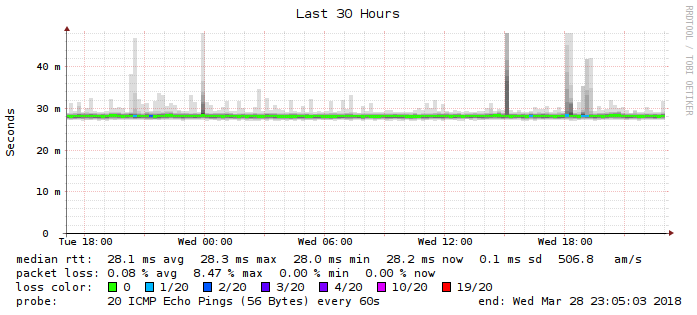 Last 30 Hours
RRDTOOL / TOBI OETIKER
Seconds
40 m
30 m
20 m
10 m
0
Tue 18:00 Wed 00:00 Wed 06:00 Wed 12:00 Wed 18:00
median rtt: 28.1 ms avg 28.3 ms max 28.0 ms min 28.2 ms now 0.1 ms sd 506.8 am/s
packet loss: 0.08 % avg 8.47 % max 0.00 % min 0.00 % now
loss color: 0 1/20 2/20 3/20 4/20 10/20 19/20
probe: 20 ICMP Echo Pings (56 Bytes) every 60s end: Wed Mar 28 23:05:03 2018